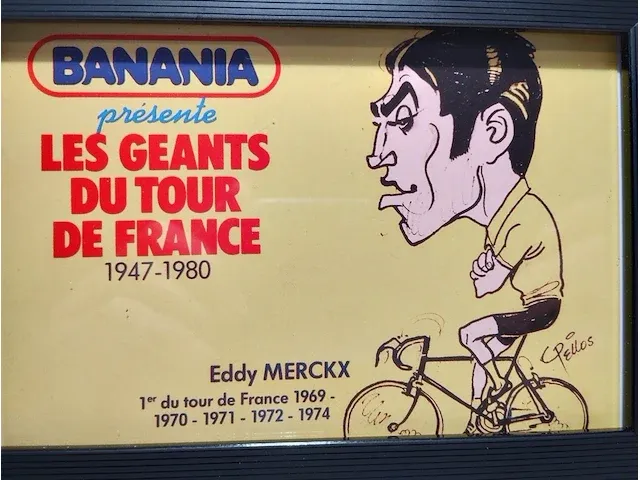 BANANIA
présente
LES GEANTS
DU TOUR
DE FRANCE
1947-1980
Eddy MERCKX
1er du tour de France 1969 -
1970 - 1971 - 1972 - 1974
PELLOS